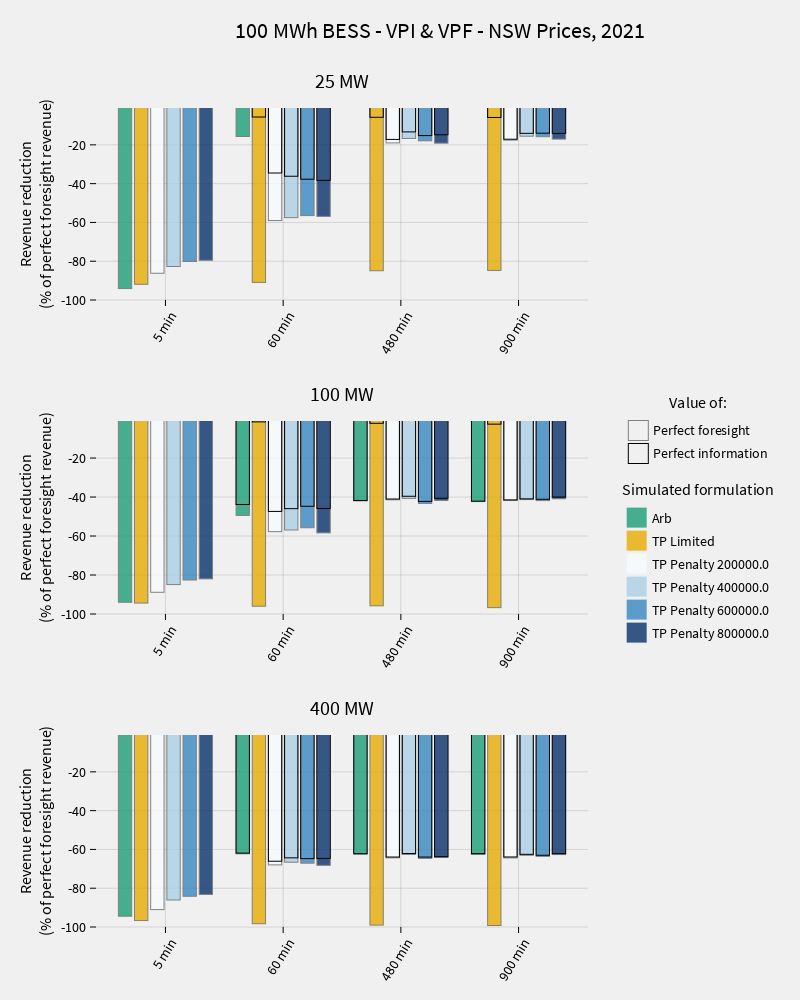 100 MWh BESS - VPI & VPF - NSW Prices, 2021
25 MW
Revenue reduction
(% of perfect foresight revenue)
-20
-40
-60
-80
-100
5 min
60 min
480 min
900 min
100 MW
Revenue reduction
(% of perfect foresight revenue)
-20
-40
-60
-80
-100
5 min
60 min
480 min
900 min
Value of:
Perfect foresight
Perfect information
Simulated formulation
Arb
TP Limited
TP Penalty 200000.0
TP Penalty 400000.0
TP Penalty 600000.0
TP Penalty 800000.0
400 MW
Revenue reduction
(% of perfect foresight revenue)
-20
-40
-60
-80
-100
5 min
60 min
480 min
900 min